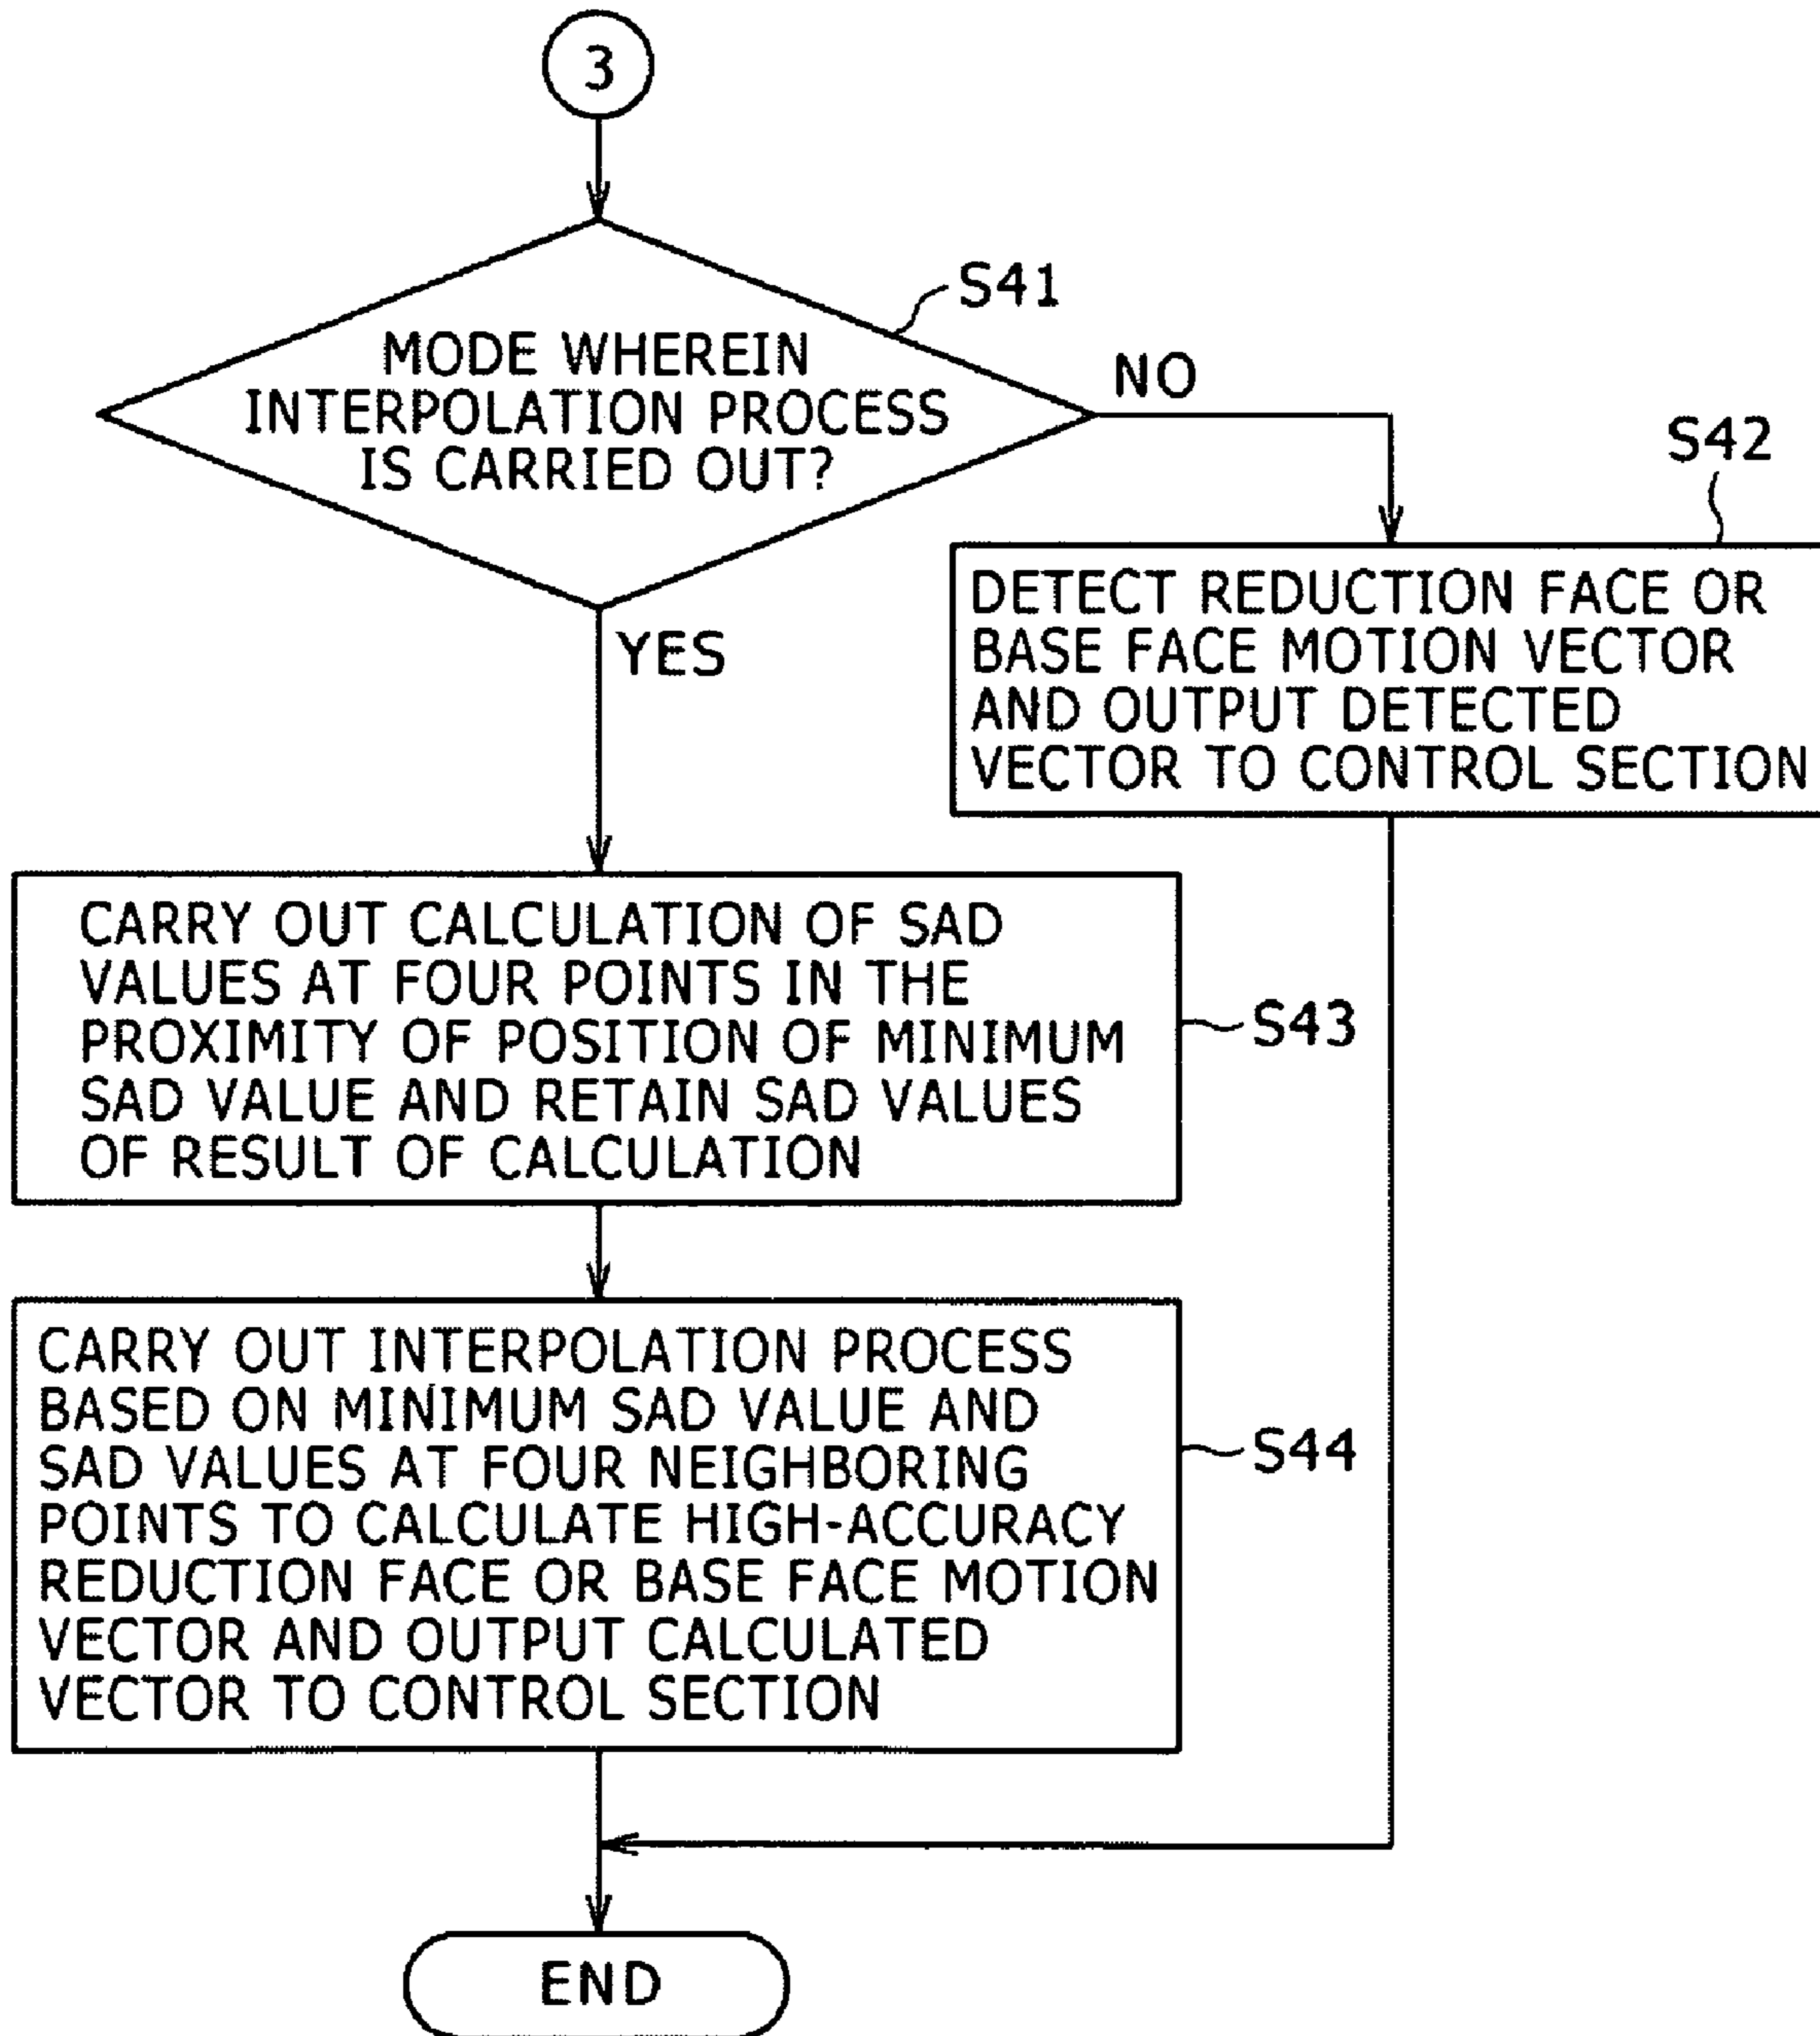 3
S41
MODE WHEREIN
INTERPOLATION PROCESS
IS CARRIED OUT?
NO
YES
S42
DETECT REDUCTION FACE OR
BASE FACE MOTION VECTOR
AND OUTPUT DETECTED
VECTOR TO CONTROL SECTION
CARRY OUT CALCULATION OF SAD
VALUES AT FOUR POINTS IN THE
PROXIMITY OF POSITION OF MINIMUM
SAD VALUE AND RETAIN SAD VALUES
OF RESULT OF CALCULATION
S43
CARRY OUT INTERPOLATION PROCESS
BASED ON MINIMUM SAD VALUE AND
SAD VALUES AT FOUR NEIGHBORING
POINTS TO CALCULATE HIGH-ACCURACY
REDUCTION FACE OR BASE FACE MOTION
VECTOR AND OUTPUT CALCULATED
VECTOR TO CONTROL SECTION
S44
END